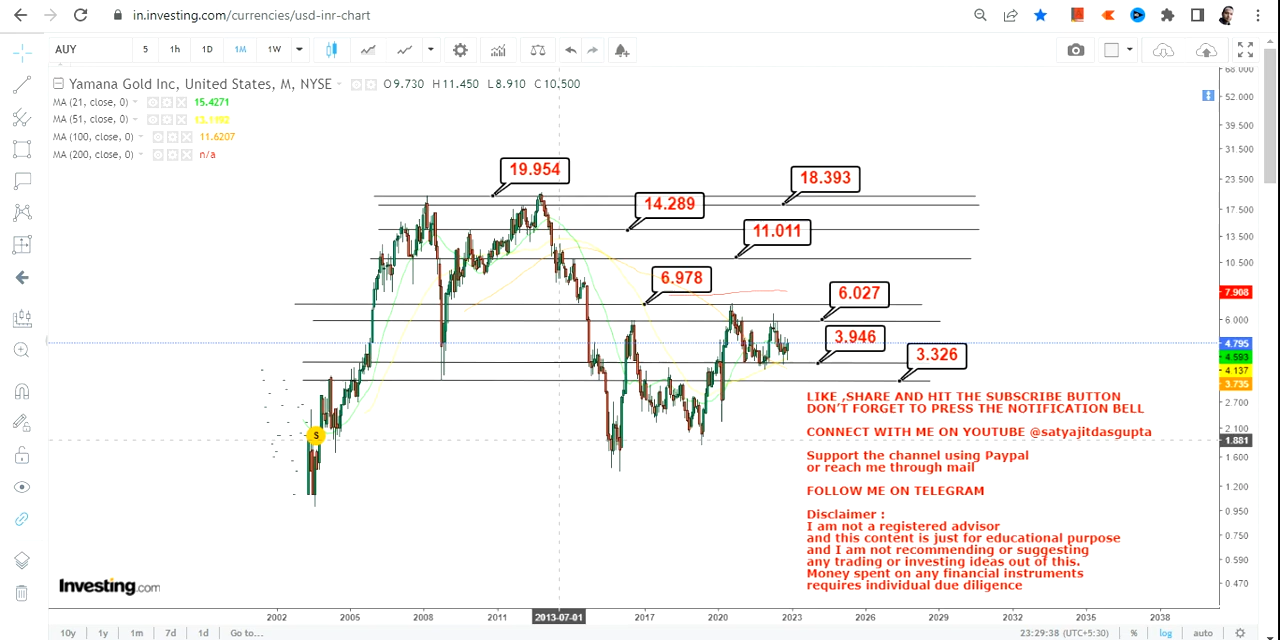 in.investing.com/currencies/usd-inr-chart
AUY 5 1h 1D 1M 1W
Yamana Gold Inc, United States, M, NYSE O9.730 H11.450 L8.910 C10.500
MA (21, close, 0) 15.4271
MA (51, close, 0)
MA (100, close, 0) 11.6207
MA (200, close, 0) n/a
68.000
52.000
39.500
31.500
23.500
17.500
13.500
10.500
7.908
6.000
4.795
4.593
4.137
3.735
2.700
2.100
1.881
1.600
1.200
0.950
0.750
0.590
0.470
19.954
18.393
14.289
11.011
6.978
6.027
3.946
3.326
S
LIKE ,SHARE AND HIT THE SUBSCRIBE BUTTON
DON'T FORGET TO PRESS THE NOTIFICATION BELL
CONNECT WITH ME ON YOUTUBE @satyajitdasgupta
Support the channel using Paypal
or reach me through mail
FOLLOW ME ON TELEGRAM
Disclaimer :
I am not a registered advisor
and this content is just for educational purpose
and I am not recommending or suggesting
any trading or investing ideas out of this.
Money spent on any financial instruments
requires individual due diligence
Investing.com
2002 2005 2008 2011 2013-07-01 2017 2020 2023 2026 2029 2032 2035 2038
10y 1y 1m 7d 1d Go to... 23:29:38 (UTC+5:30) % log auto